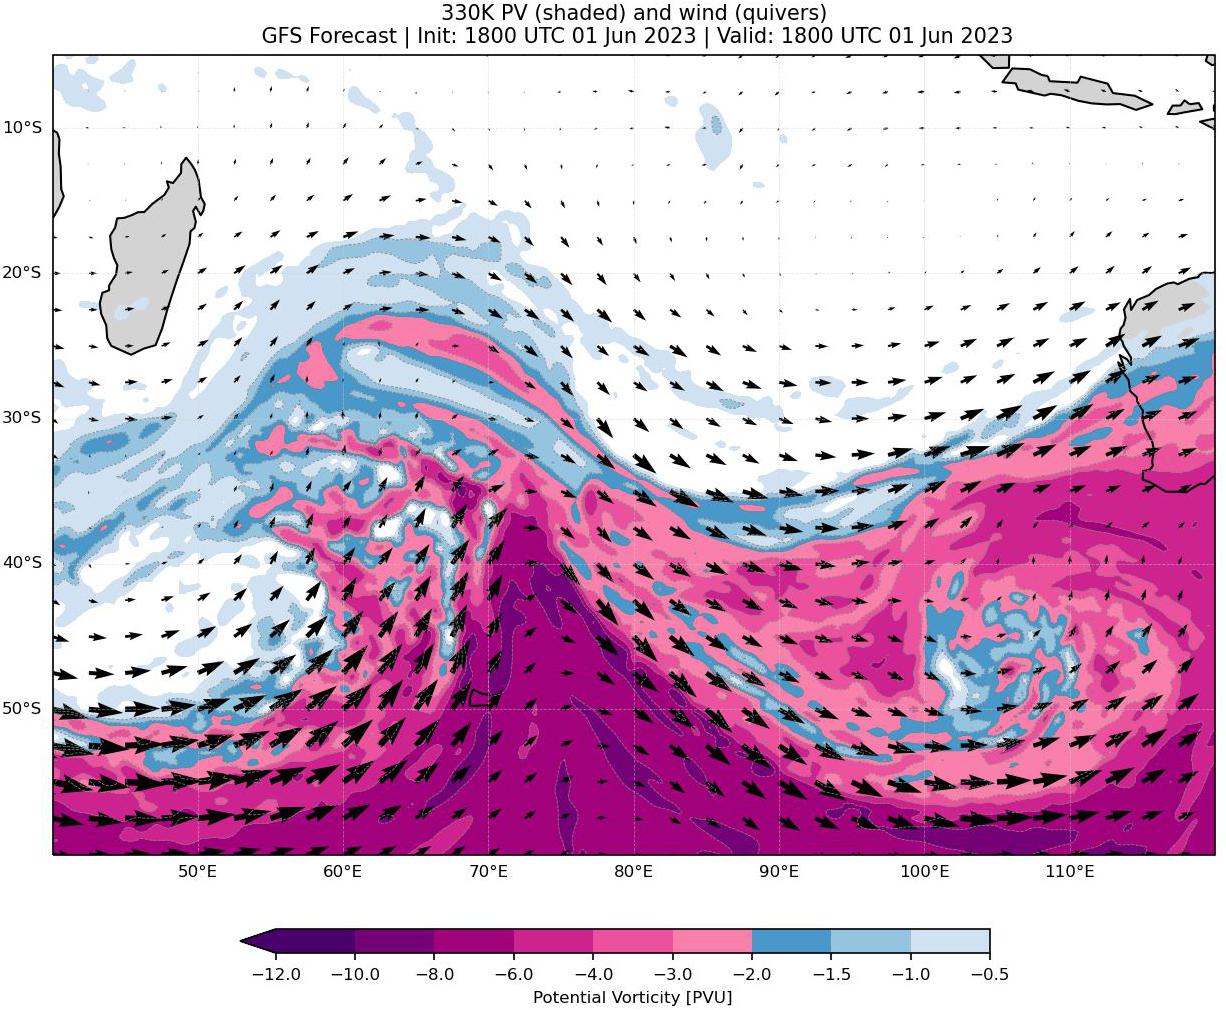 330K PV (shaded) and wind (quivers)
GFS Forecast | Init: 1800 UTC 01 Jun 2023 | Valid: 1800 UTC 01 Jun 2023
10°S
20°S
30°S
40°S
50°S
50°E 60°E 70°E 80°E 90°E 100°E 110°E
−12.0 −10.0 −8.0 −6.0 −4.0 −3.0 −2.0 −1.5 −1.0 −0.5
Potential Vorticity [PVU]